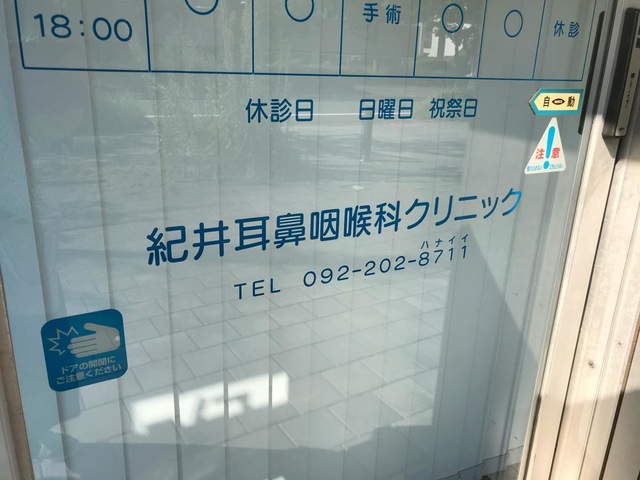 18:00 ○ ○ 手術 ○ ○ 休診
休診日 日曜日 祝祭日
自動
注意
紀井耳鼻咽喉科クリニック
ハナイイ
TEL 092-202-8711
ドアの開閉に
ご注意ください